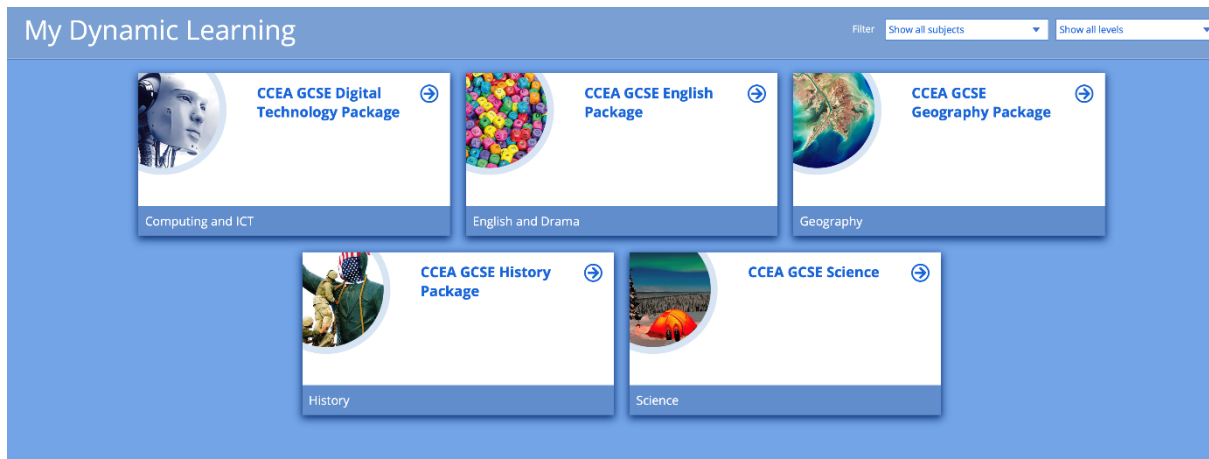 My Dynamic Learning
Filter
Show all subjects
Show all levels
CCEA GCSE Digital
Technology Package
Computing and ICT
CCEA GCSE English
Package
English and Drama
CCEA GCSE
Geography Package
Geography
CCEA GCSE History
Package
History
CCEA GCSE Science
Science